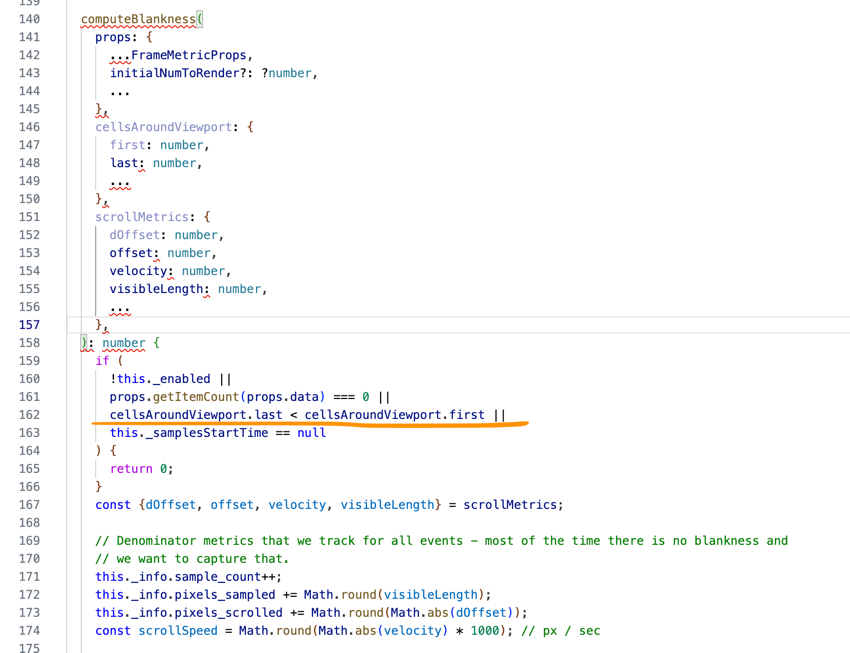 139
140 computeBlankness(
141 props: {
142 ...FrameMetricProps,
143 initialNumToRender?: ?number,
144 ...
145 },
146 cellsAroundViewport: {
147 first: number,
148 last: number,
149 ...
150 },
151 scrollMetrics: {
152 dOffset: number,
153 offset: number,
154 velocity: number,
155 visibleLength: number,
156 ...
157 },
158 ): number {
159 if (
160 !this._enabled ||
161 props.getItemCount(props.data) === 0 ||
162 cellsAroundViewport.last < cellsAroundViewport.first ||
163 this._samplesStartTime == null
164 ) {
165 return 0;
166 }
167 const {dOffset, offset, velocity, visibleLength} = scrollMetrics;
168
169 // Denominator metrics that we track for all events - most of the time there is no blankness and
170 // we want to capture that.
171 this._info.sample_count++;
172 this._info.pixels_sampled += Math.round(visibleLength);
173 this._info.pixels_scrolled += Math.round(Math.abs(dOffset));
174 const scrollSpeed = Math.round(Math.abs(velocity) * 1000); // px / sec
175